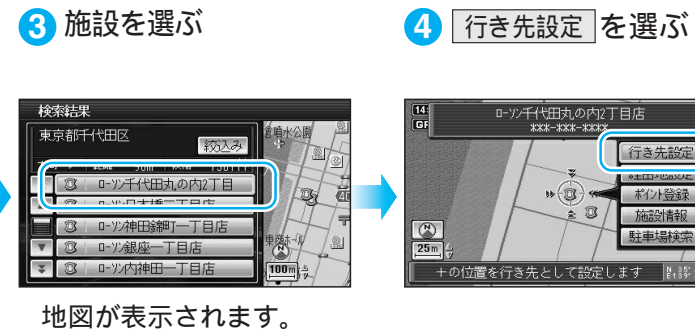 3 施設を選ぶ
検索結果
東京都千代田区
絞込み
ローソン千代田丸の内2丁目
ローソン日本橋二丁目店
ローソン神田錦町一丁目店
ローソン銀座一丁目店
ローソン内神田一丁目店
100m
地図が表示されます。
4 行き先設定 を選ぶ
ローソン千代田丸の内2丁目店
***-***-****
行き先設定
経由地設定
ポイント登録
施設情報
駐車場検索
25m
+の位置を行き先として設定します